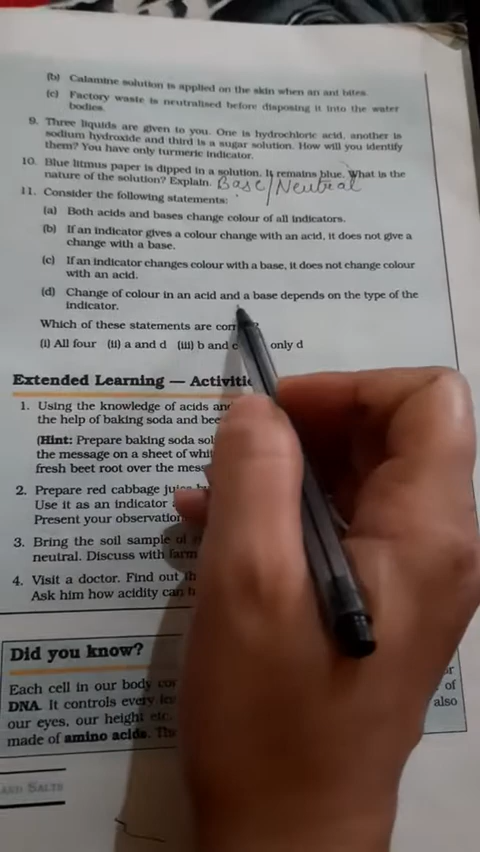 (b) Calamine solution is applied on the skin when an ant bites.
(c) Factory waste is neutralised before disposing it into the water
bodies.
9. Three liquids are given to you. One is hydrochloric acid, another is
sodium hydroxide and third is a sugar solution. How will you identify
them? You have only turmeric indicator.
10. Blue litmus paper is dipped in a solution. It remains blue. What is the
nature of the solution? Explain. Base/Neutral
11. Consider the following statements:
(a) Both acids and bases change colour of all indicators.
(b) If an indicator gives a colour change with an acid, it does not give a
change with a base.
(c) If an indicator changes colour with a base, it does not change colour
with an acid.
(d) Change of colour in an acid and a base depends on the type of the
indicator.
Which of these statements are
(i) All four (ii) a and d (iii) b and only d
Extended Learning —
1. Using the knowledge of acids
the help of baking soda and
(Hint: Prepare baking soda
the message on a sheet of
fresh beet root over the
2. Prepare red cabbage
Use it as an indicator
Present your
3. Bring the soil sample
neutral. Discuss with
4. Visit a doctor. Find out
Ask him how acidity can
Did you know?
Each cell in our body
DNA. It controls every of
our eyes, our height etc. also
made of amino acids.
SALTS